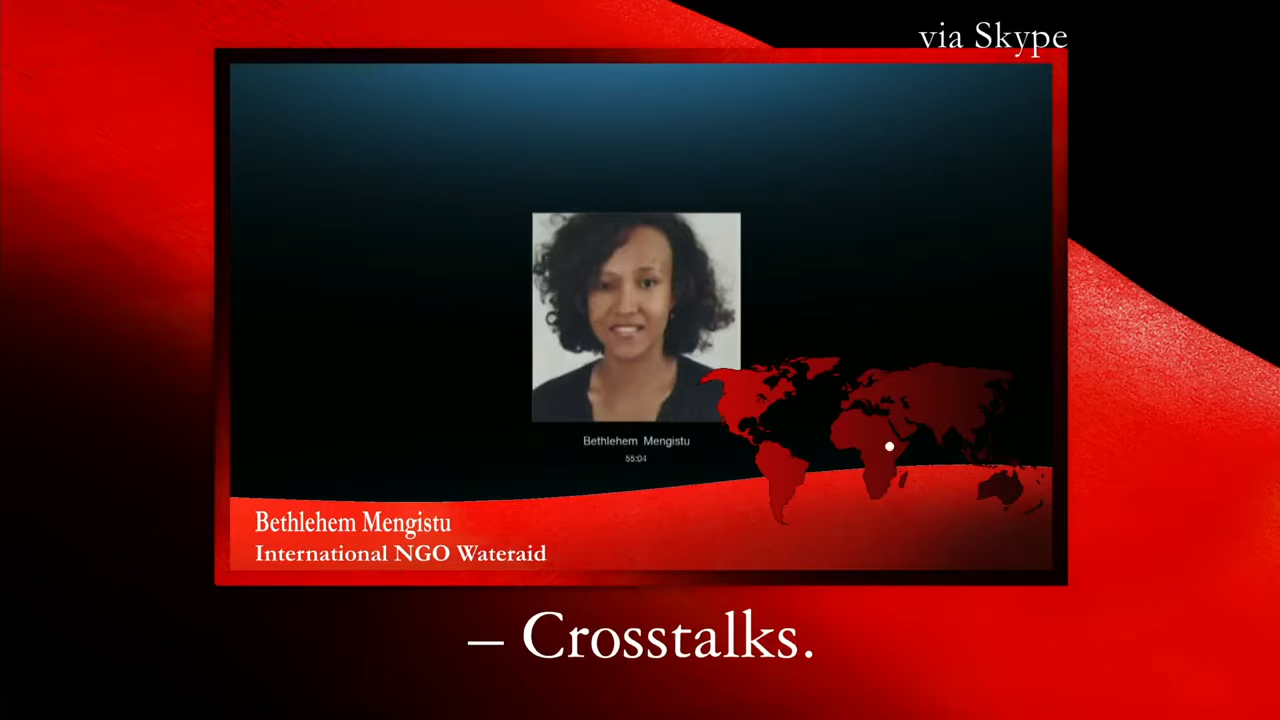 via Skype
Bethlehem Mengistu
55:04
Bethlehem Mengistu
International NGO Wateraid
– Crosstalks.